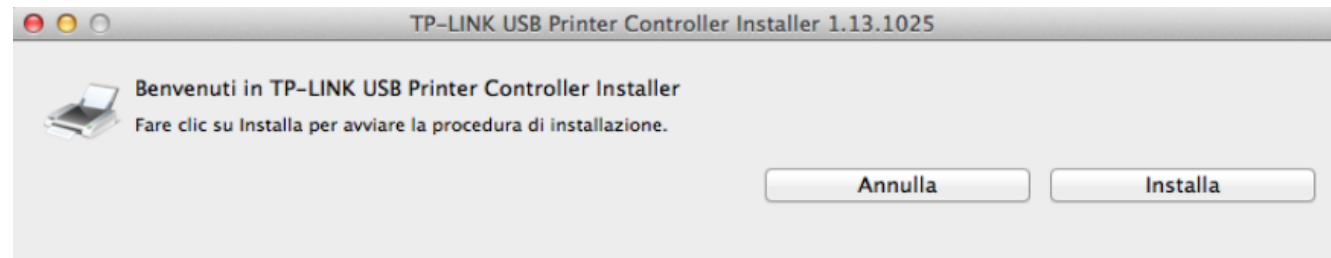 TP-LINK USB Printer Controller Installer 1.13.1025
Benvenuti in TP-LINK USB Printer Controller Installer
Fare clic su Installa per avviare la procedura di installazione.
Annulla
Installa